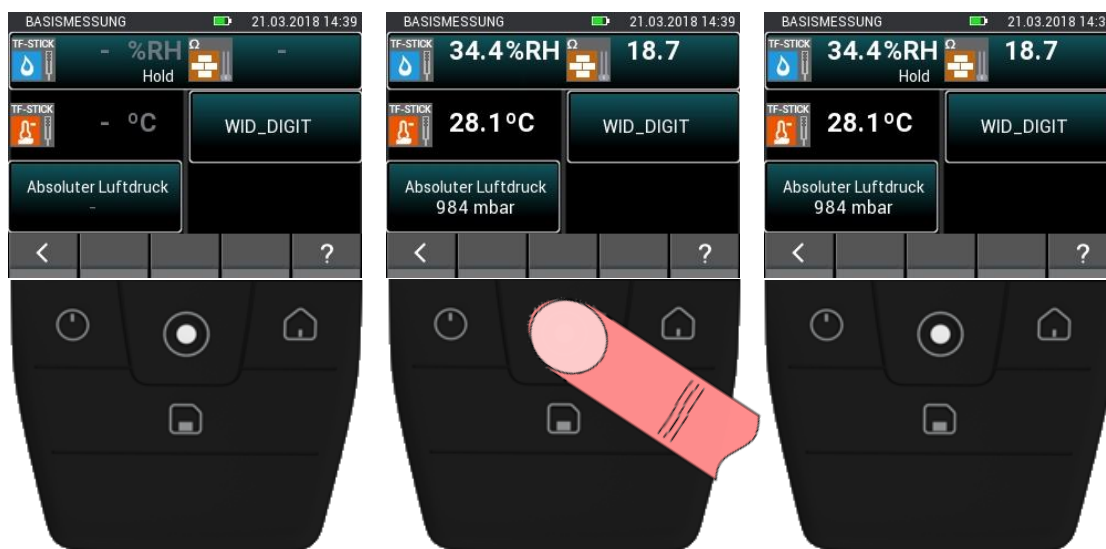 BASISMESSUNG 21.03.2018 14:39
TF-STICK - %RH Ω -
Hold
TF-STICK - °C WID_DIGIT
Absoluter Luftdruck
-
< ?
BASISMESSUNG 21.03.2018 14:39
TF-STICK 34.4%RH Ω 18.7
TF-STICK 28.1°C WID_DIGIT
Absoluter Luftdruck
984 mbar
< ?
BASISMESSUNG 21.03.2018 14:3
TF-STICK 34.4%RH Ω 18.7
Hold
TF-STICK 28.1°C WID_DIGIT
Absoluter Luftdruck
984 mbar
< ?